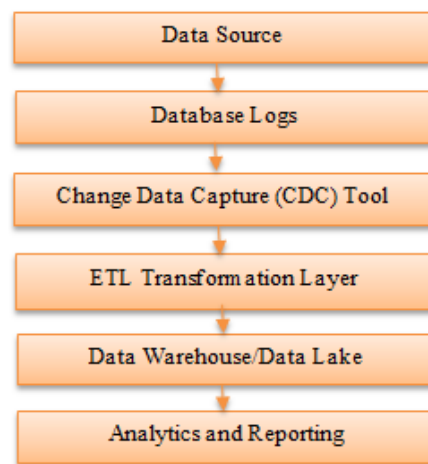 Data Source
Database Logs
Change Data Capture (CDC) Tool
ETL Transformation Layer
Data Warehouse/Data Lake
Analytics and Reporting